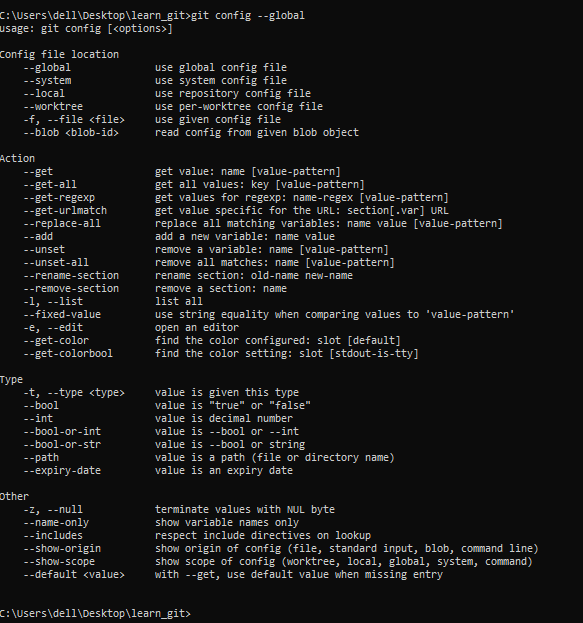 C:\Users\dell\Desktop\learn_git>git config --global
usage: git config [<options>]

Config file location
    --global              use global config file
    --system              use system config file
    --local               use repository config file
    --worktree            use per-worktree config file
    -f, --file <file>     use given config file
    --blob <blob-id>      read config from given blob object

Action
    --get                 get value: name [value-pattern]
    --get-all             get all values: key [value-pattern]
    --get-regexp          get values for regexp: name-regex [value-pattern]
    --get-urlmatch        get value specific for the URL: section[.var] URL
    --replace-all         replace all matching variables: name value [value-pattern]
    --add                 add a new variable: name value
    --unset               remove a variable: name [value-pattern]
    --unset-all           remove all matches: name [value-pattern]
    --rename-section      rename section: old-name new-name
    --remove-section      remove a section: name
    -l, --list            list all
    --fixed-value         use string equality when comparing values to 'value-pattern'
    -e, --edit            open an editor
    --get-color           find the color configured: slot [default]
    --get-colorbool       find the color setting: slot [stdout-is-tty]

Type
    -t, --type <type>     value is given this type
    --bool                value is "true" or "false"
    --int                 value is decimal number
    --bool-or-int         value is --bool or --int
    --bool-or-str         value is --bool or string
    --path                value is a path (file or directory name)
    --expiry-date         value is an expiry date

Other
    -z, --null            terminate values with NUL byte
    --name-only           show variable names only
    --includes            respect include directives on lookup
    --show-origin         show origin of config (file, standard input, blob, command line)
    --show-scope          show scope of config (worktree, local, global, system, command)
    --default <value>     with --get, use default value when missing entry

C:\Users\dell\Desktop\learn_git>